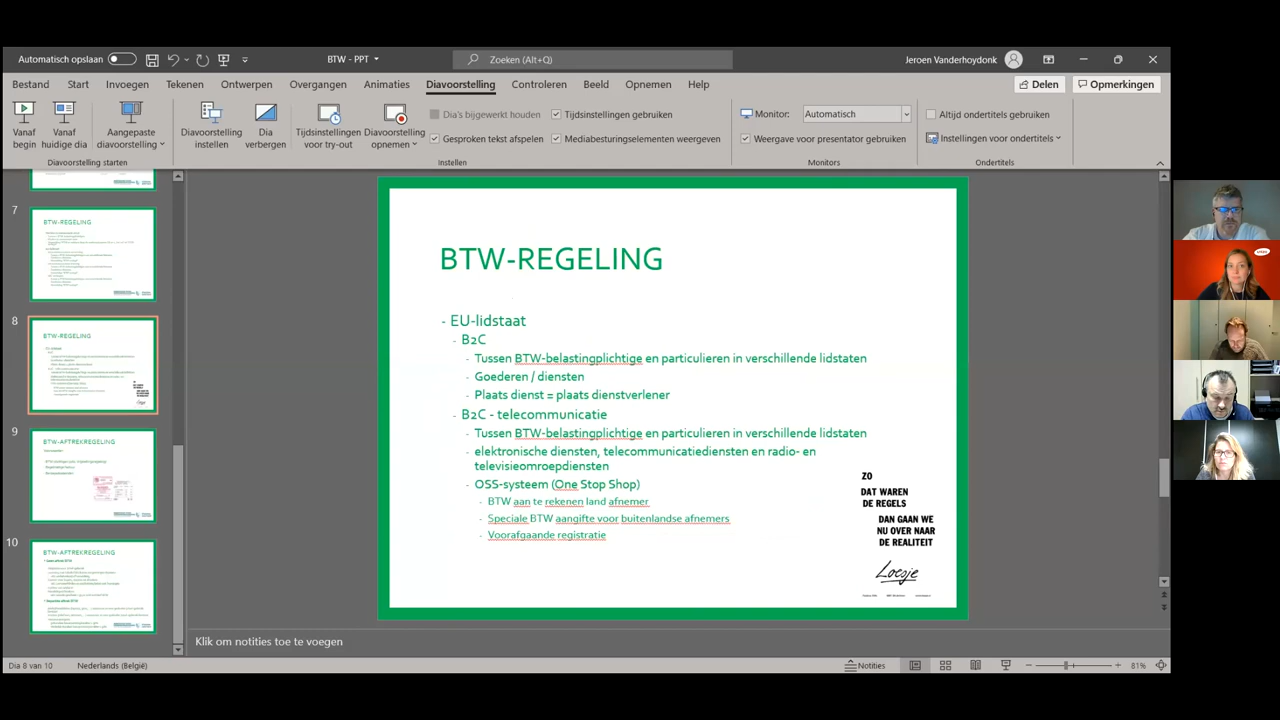 Automatisch opslaan
BTW - PPT
Zoeken (Alt+Q)
Jeroen Vanderhoydonk
Bestand Start Invoegen Tekenen Ontwerpen Overgangen Animaties Diavoorstelling Controleren Beeld Opnemen Help
Delen Opmerkingen
Vanaf begin
Vanaf huidige dia
Aangepaste diavoorstelling
Diavoorstelling starten
Diavoorstelling instellen
Dia verbergen
Tijdsinstellingen voor try-out
Diavoorstelling opnemen
Dia's bijgewerkt houden
Tijdsinstellingen gebruiken
Gesproken tekst afspelen
Mediabesturingselementen weergeven
Instellen
Monitor: Automatisch
Weergave voor presentator gebruiken
Monitors
Altijd ondertitels gebruiken
Instellingen voor ondertitels
Ondertitels
7
BTW-REGELING
8
BTW-REGELING
9
BTW-AFTREKREGELING
10
BTW-AFTREKREGELING
BTW-REGELING
- EU-lidstaat
- B2C
- Tussen BTW-belastingplichtige en particulieren in verschillende lidstaten
- Goederen / diensten
- Plaats dienst = plaats dienstverlener
- B2C - telecommunicatie
- Tussen BTW-belastingplichtige en particulieren in verschillende lidstaten
- elektronische diensten, telecommunicatiediensten en radio- en
televisieomroepdiensten
- OSS-systeem (One Stop Shop)
- BTW aan te rekenen land afnemer
- Speciale BTW aangifte voor buitenlandse afnemers
- Voorafgaande registratie
ZO
DAT WAREN
DE REGELS
DAN GAAN WE
NU OVER NAAR
DE REALITEIT
Loesje
Klik om notities toe te voegen
Dia 8 van 10
Nederlands (België)
Notities
81%